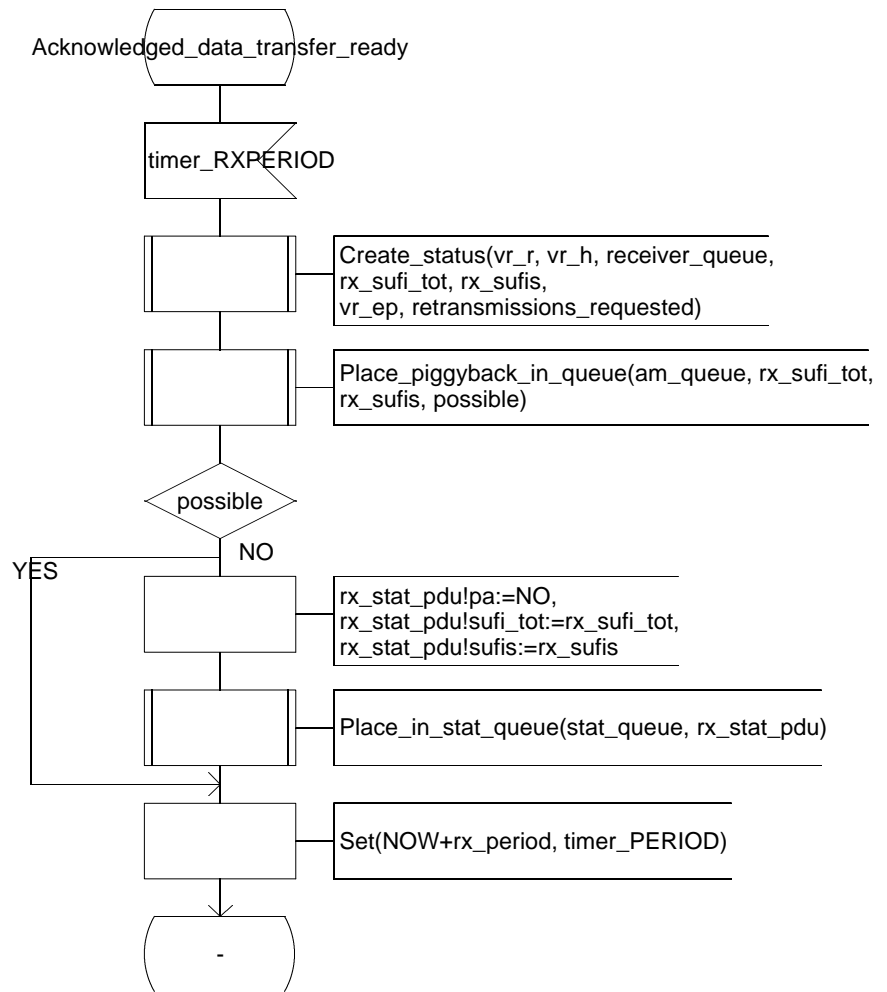 Acknowledged_data_transfer_ready
timer_RXPERIOD
Create_status(vr_r, vr_h, receiver_queue,
rx_sufi_tot, rx_sufis,
vr_ep, retransmissions_requested)
Place_piggyback_in_queue(am_queue, rx_sufi_tot,
rx_sufis, possible)
possible
NO
YES
rx_stat_pdu!pa:=NO,
rx_stat_pdu!sufi_tot:=rx_sufi_tot,
rx_stat_pdu!sufis:=rx_sufis
Place_in_stat_queue(stat_queue, rx_stat_pdu)
Set(NOW+rx_period, timer_PERIOD)
-